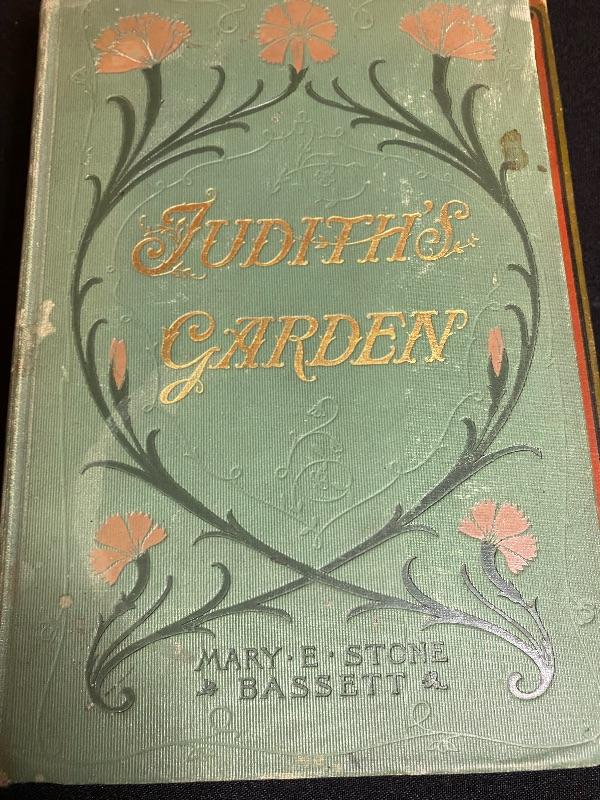 JUDITH'S
GARDEN
MARY · E · STONE
BASSETT